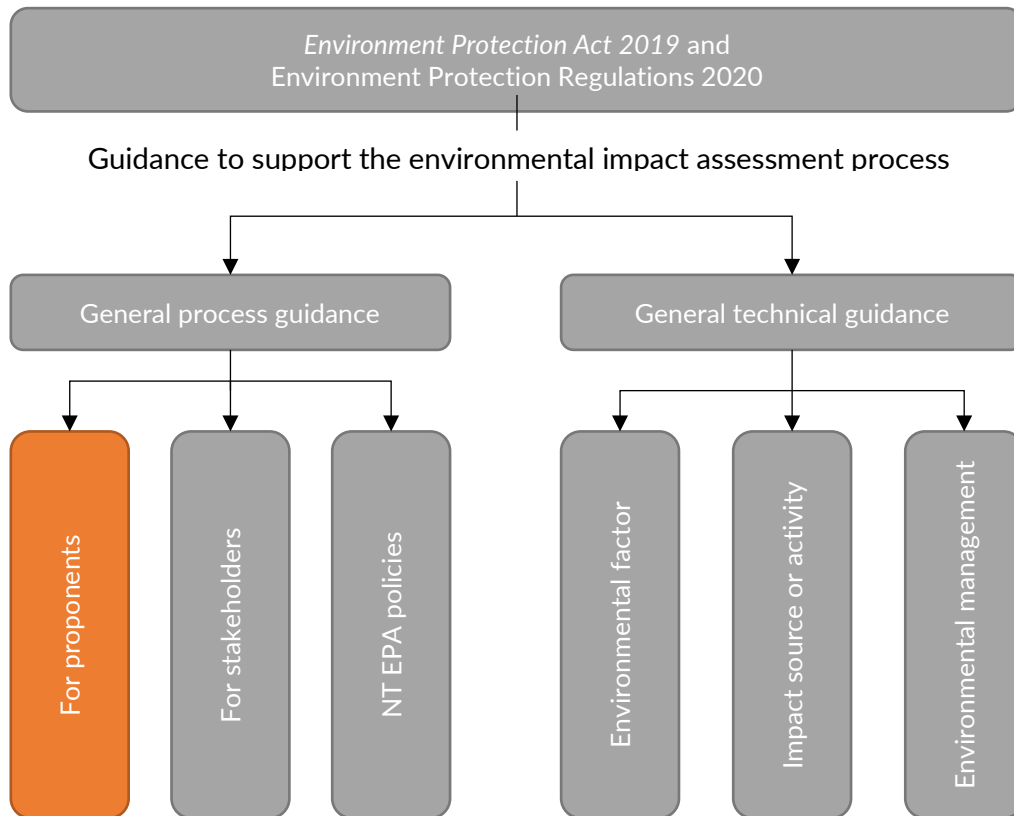 Environment Protection Act 2019 and
Environment Protection Regulations 2020
Guidance to support the environmental impact assessment process
General process guidance
General technical guidance
For proponents
For stakeholders
NT EPA policies
Environmental factor
Impact source or activity
Environmental management